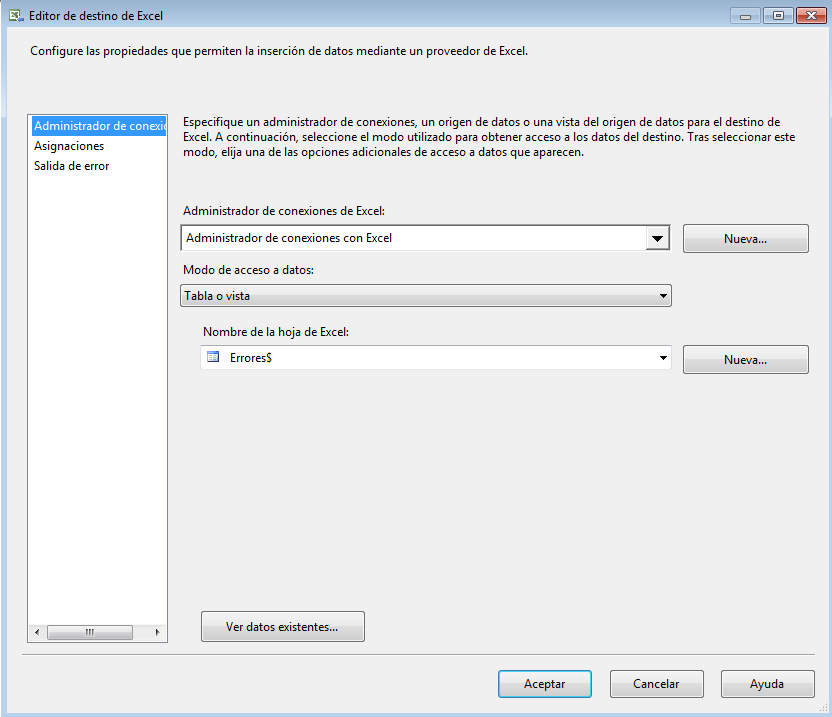 Editor de destino de Excel
Configure las propiedades que permiten la inserción de datos mediante un proveedor de Excel.
Administrador de conexio
Asignaciones
Salida de error
Especifique un administrador de conexiones, un origen de datos o una vista del origen de datos para el destino de
Excel. A continuación, seleccione el modo utilizado para obtener acceso a los datos del destino. Tras seleccionar este
modo, elija una de las opciones adicionales de acceso a datos que aparecen.
Administrador de conexiones de Excel:
Administrador de conexiones con Excel
Nueva...
Modo de acceso a datos:
Tabla o vista
Nombre de la hoja de Excel:
Errores$
Nueva...
Ver datos existentes...
Aceptar
Cancelar
Ayuda